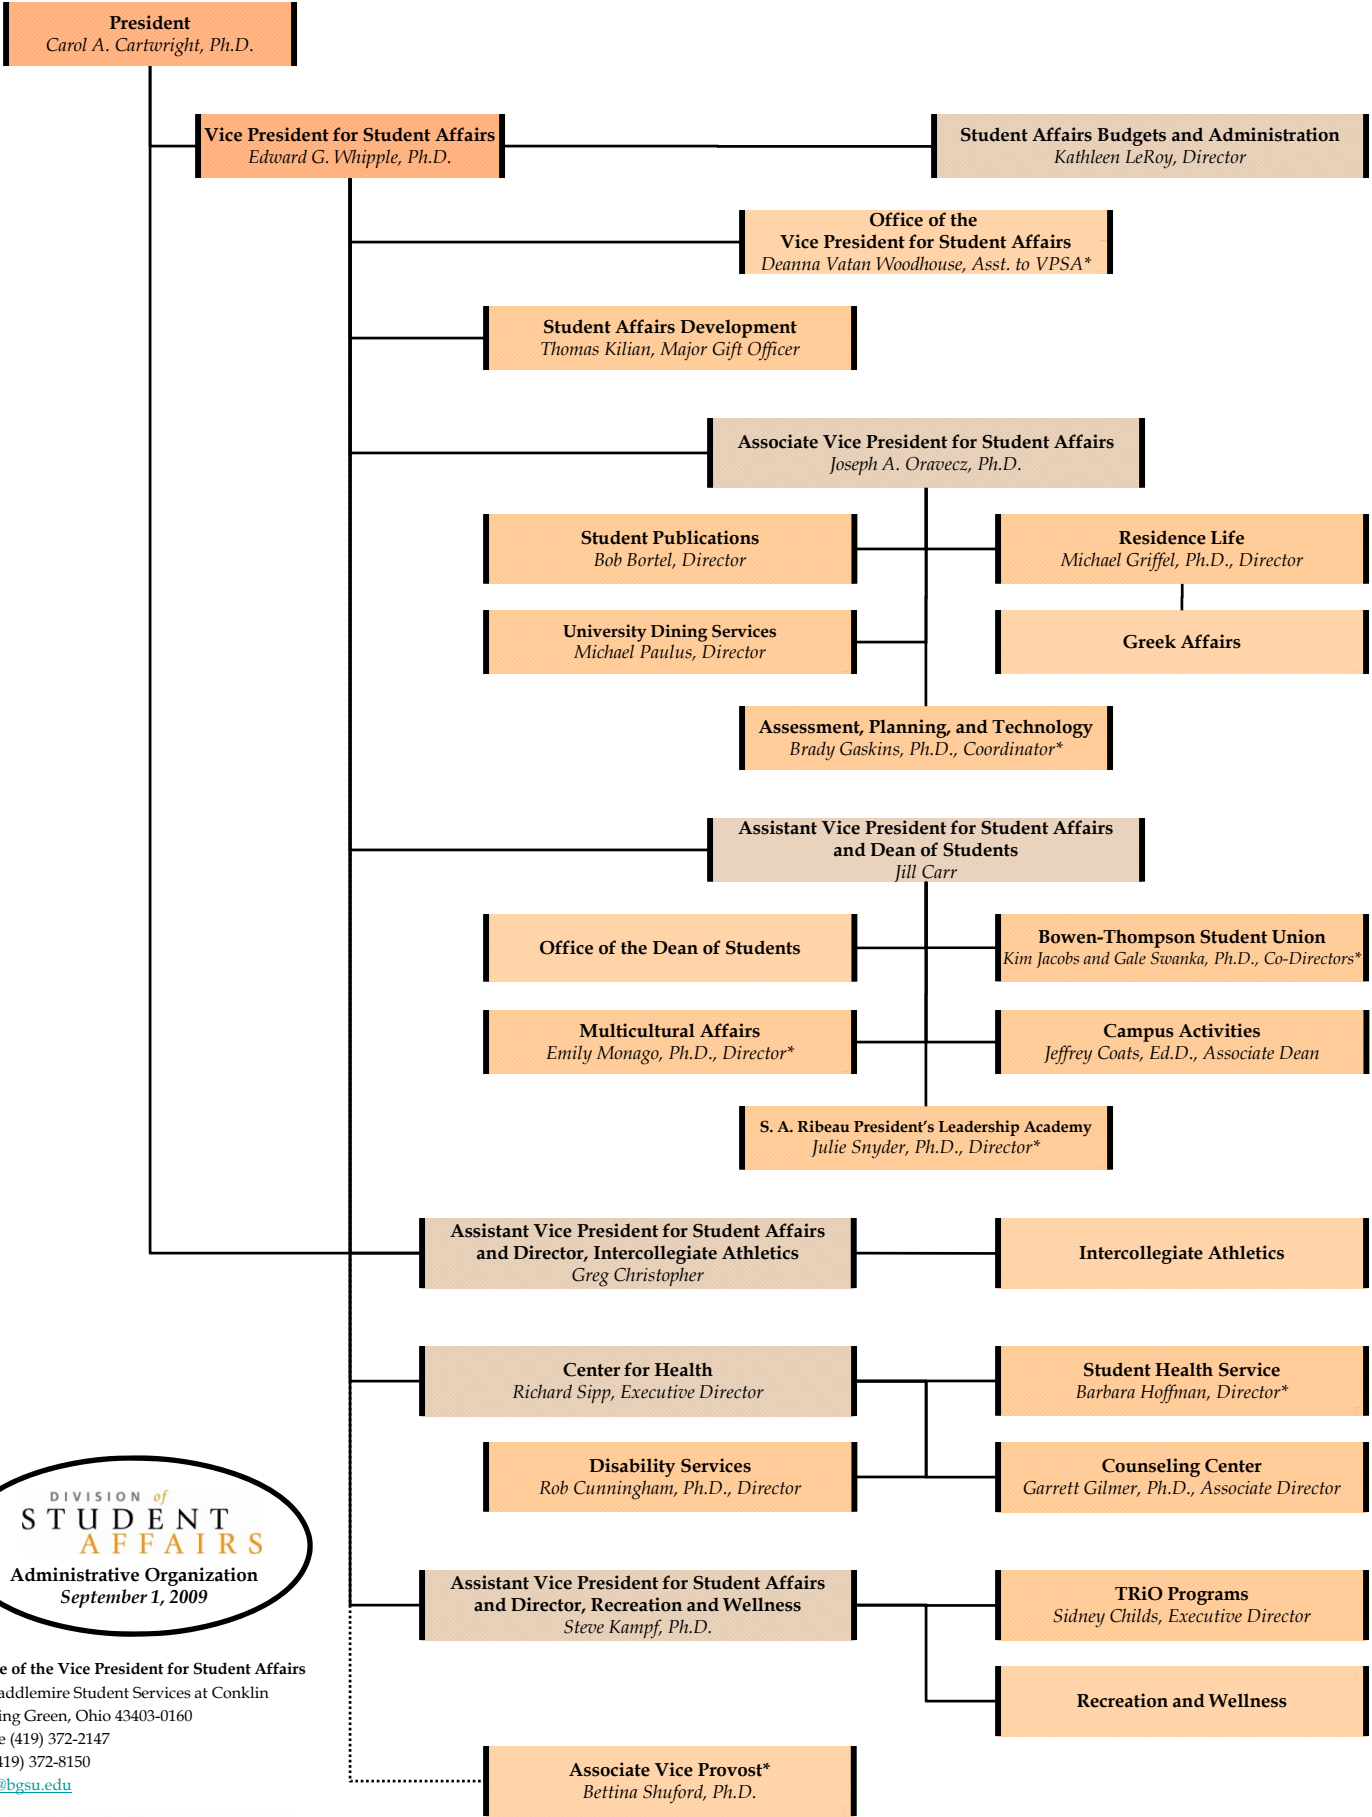 President
Carol A. Cartwright, Ph.D.
Vice President for Student Affairs
Edward G. Whipple, Ph.D.
Student Affairs Budgets and Administration
Kathleen LeRoy, Director
Office of the
Vice President for Student Affairs
Deanna Vatan Woodhouse, Asst. to VPSA*
Student Affairs Development
Thomas Kilian, Major Gift Officer
Associate Vice President for Student Affairs
Joseph A. Oravecz, Ph.D.
Student Publications
Bob Bortel, Director
Residence Life
Michael Griffel, Ph.D., Director
University Dining Services
Michael Paulus, Director
Greek Affairs
Assessment, Planning, and Technology
Brady Gaskins, Ph.D., Coordinator*
Assistant Vice President for Student Affairs
and Dean of Students
Jill Carr
Office of the Dean of Students
Bowen-Thompson Student Union
Kim Jacobs and Gale Swanka, Ph.D., Co-Directors*
Multicultural Affairs
Emily Monago, Ph.D., Director*
Campus Activities
Jeffrey Coats, Ed.D., Associate Dean
S. A. Ribeau President's Leadership Academy
Julie Snyder, Ph.D., Director*
Assistant Vice President for Student Affairs
and Director, Intercollegiate Athletics
Greg Christopher
Intercollegiate Athletics
Center for Health
Richard Sipp, Executive Director
Student Health Service
Barbara Hoffman, Director*
Disability Services
Rob Cunningham, Ph.D., Director
Counseling Center
Garrett Gilmer, Ph.D., Associate Director
Assistant Vice President for Student Affairs
and Director, Recreation and Wellness
Steve Kampf, Ph.D.
TRiO Programs
Sidney Childs, Executive Director
Recreation and Wellness
Associate Vice Provost*
Bettina Shuford, Ph.D.
DIVISION of
STUDENT
AFFAIRS
Administrative Organization
September 1, 2009
e of the Vice President for Student Affairs
addlemire Student Services at Conklin
ing Green, Ohio 43403-0160
e (419) 372-2147
419) 372-8150
@bgsu.edu